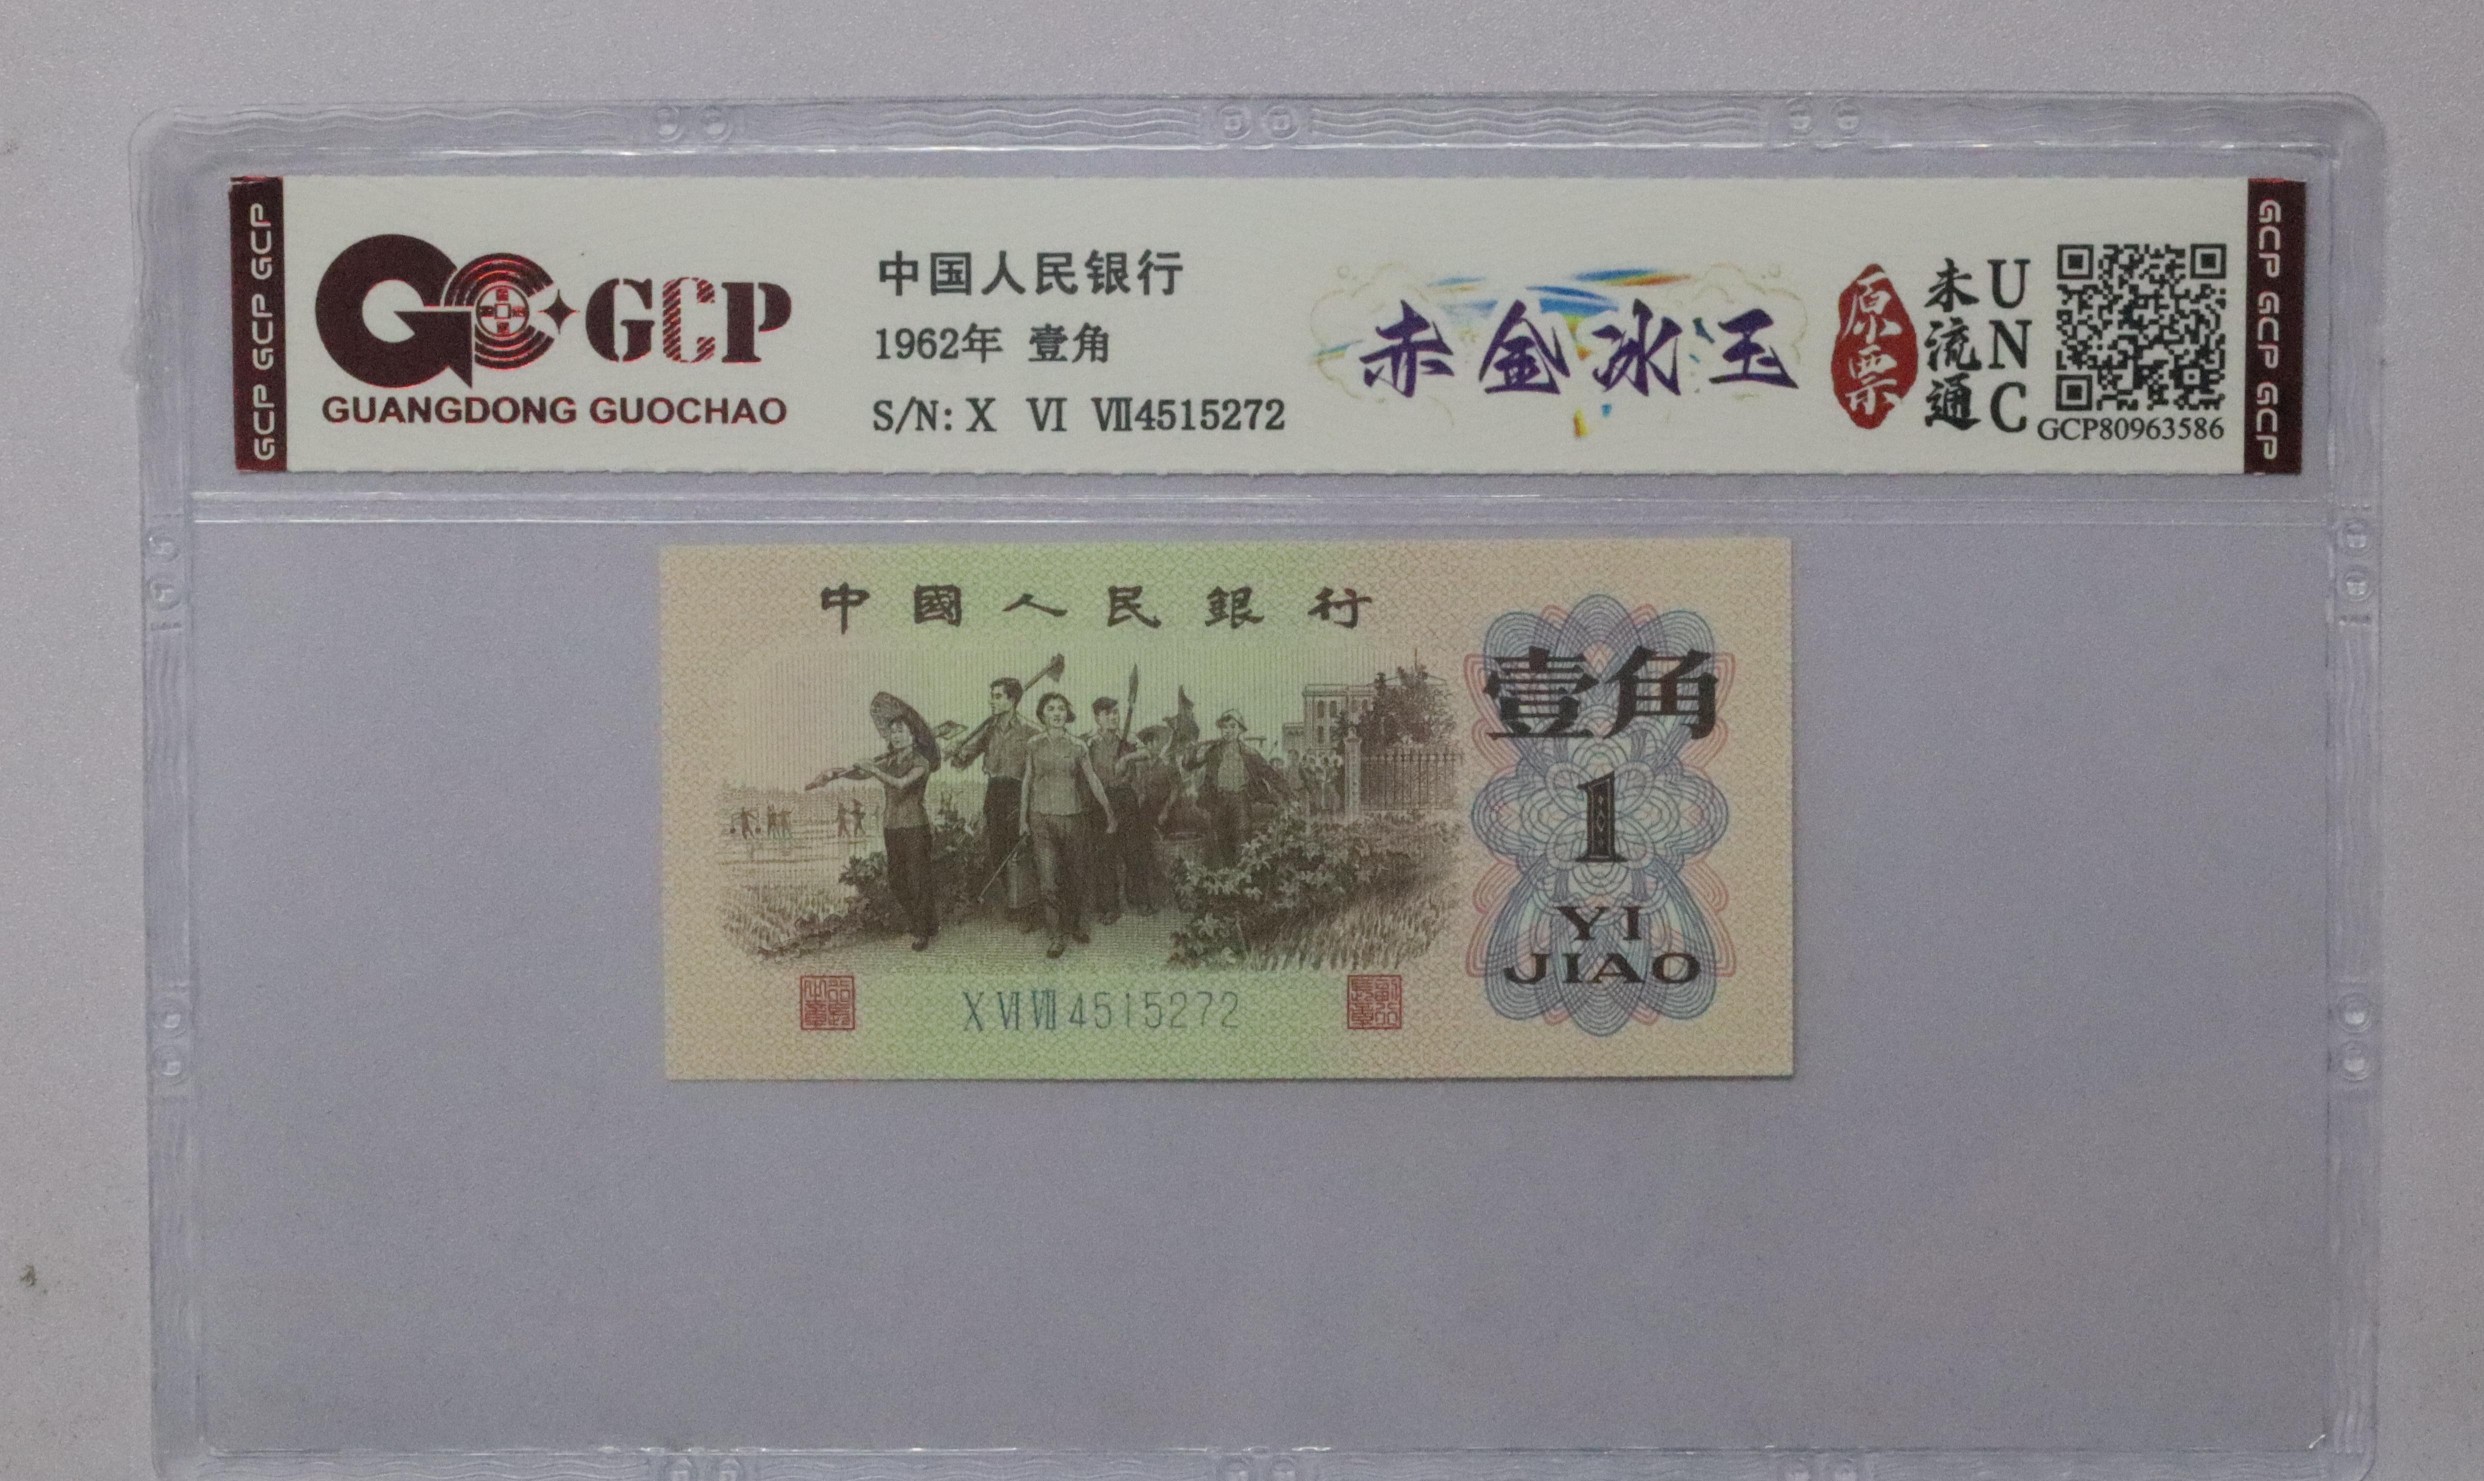 GCP GCP GCP
GCP
GUANGDONG GUOCHAO
中国人民银行
1962年 壹角
S/N: X VI VII4515272
赤金冰玉
原票
未流通
UNC
GCP80963586
GCP GCP GCP
中國人民銀行
壹角
1
YI
JIAO
X VI VII 4515272